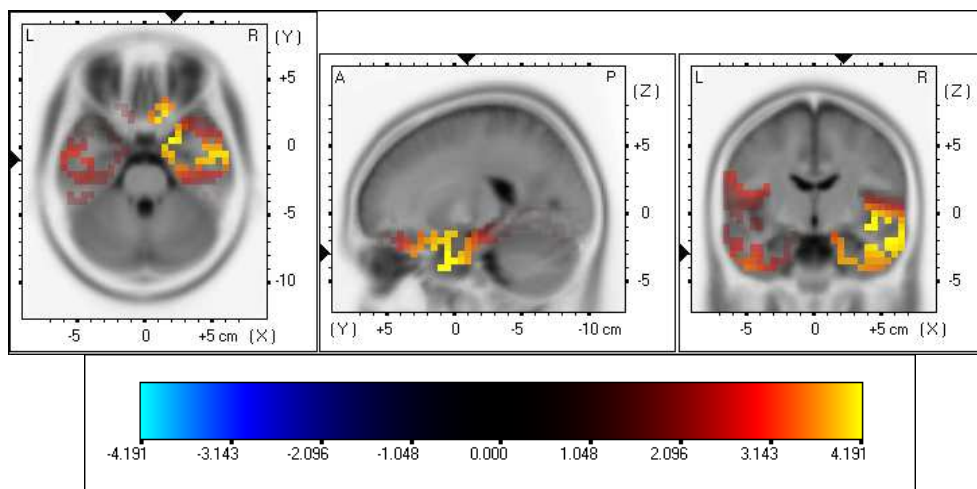 L R (Y)
+5
0
-5
-10
-5 0 +5 cm (X)
A P (Z)
+5
0
-5
(Y) +5 0 -5 -10 cm
L R (Z)
+5
0
-5
-5 0 +5 cm (X)
-4.191 -3.143 -2.096 -1.048 0.000 1.048 2.096 3.143 4.191